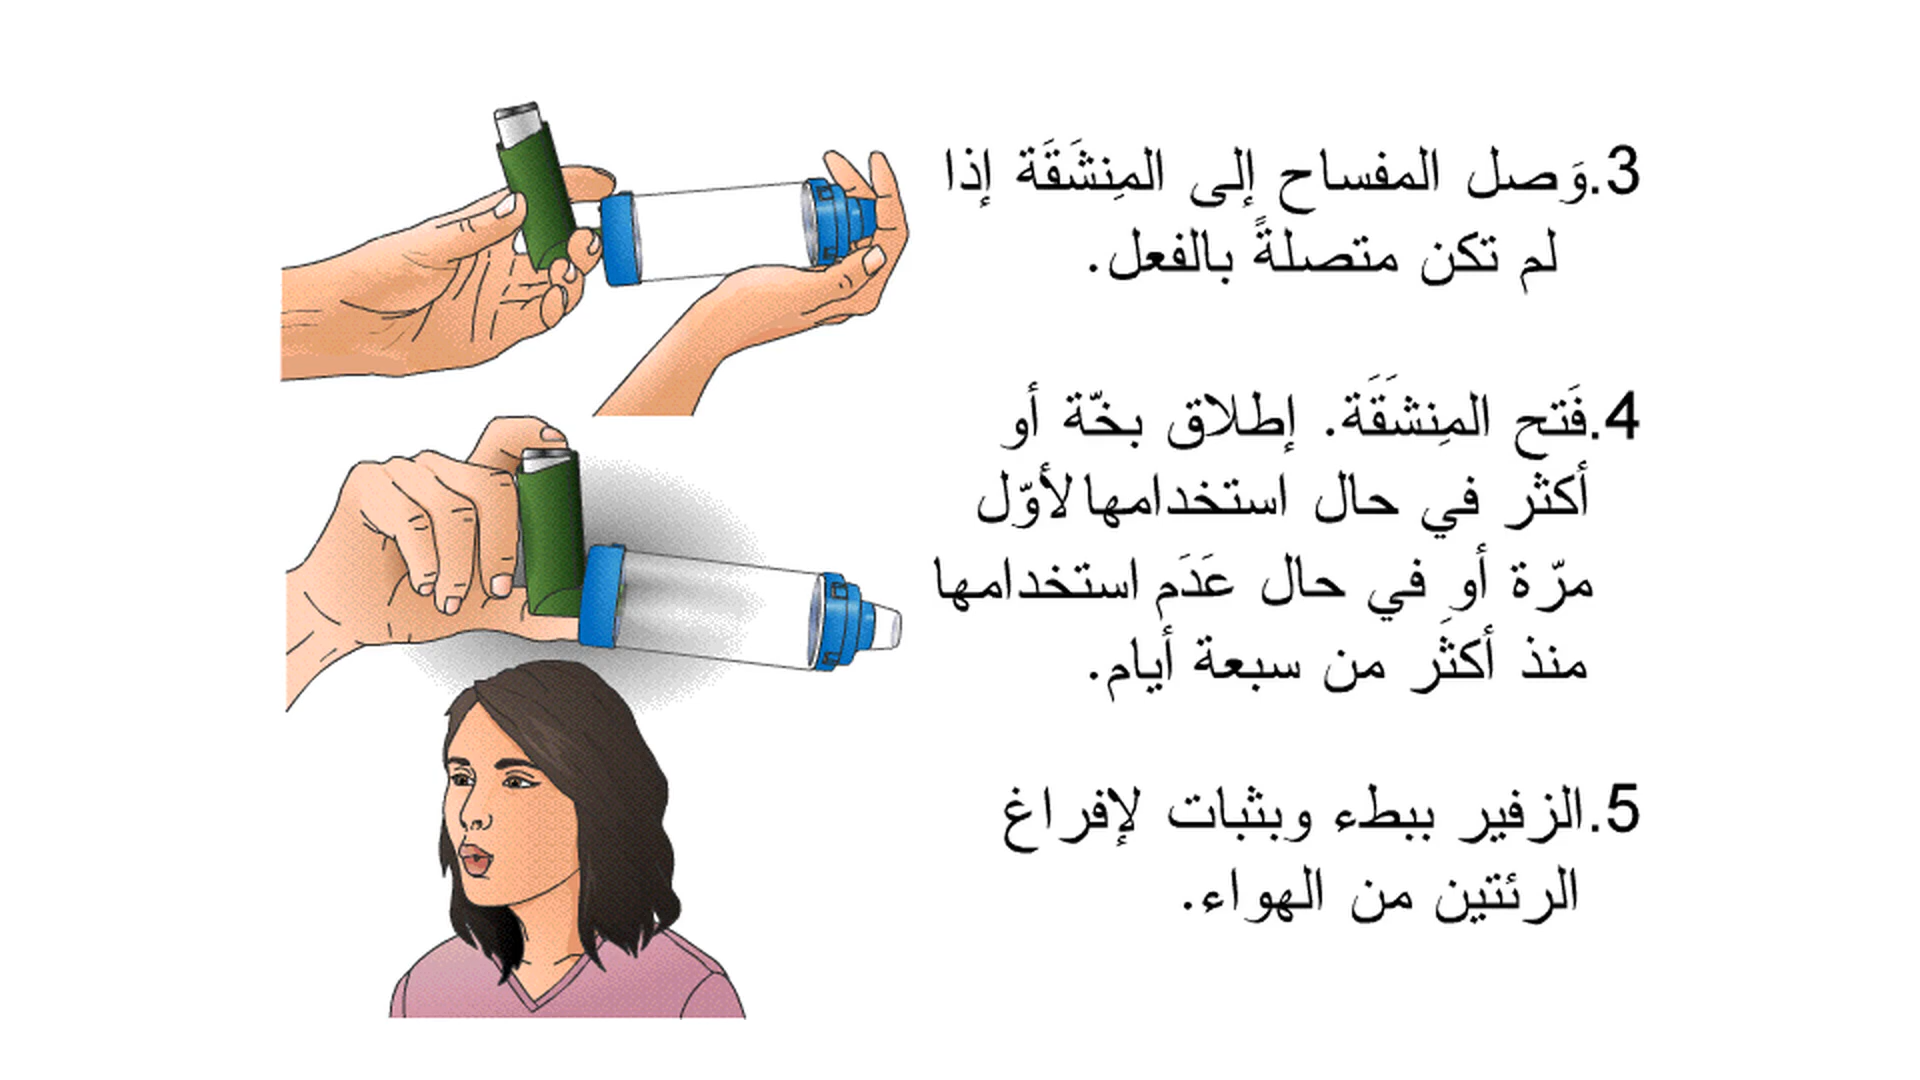 3.وَصل المفساح إلى المِنشَقَة إذا
لم تكن متصلةً بالفعل.
4.فَتح المِنشَقَة. إطلاق بخّة أو
أكثر في حال استخدامها لأوّل
مرّة أو في حال عَدَم استخدامها
منذ أكثَر من سبعة أيام.
5.الزفير ببطء وبثبات لإفراغ
الرئتين من الهواء.